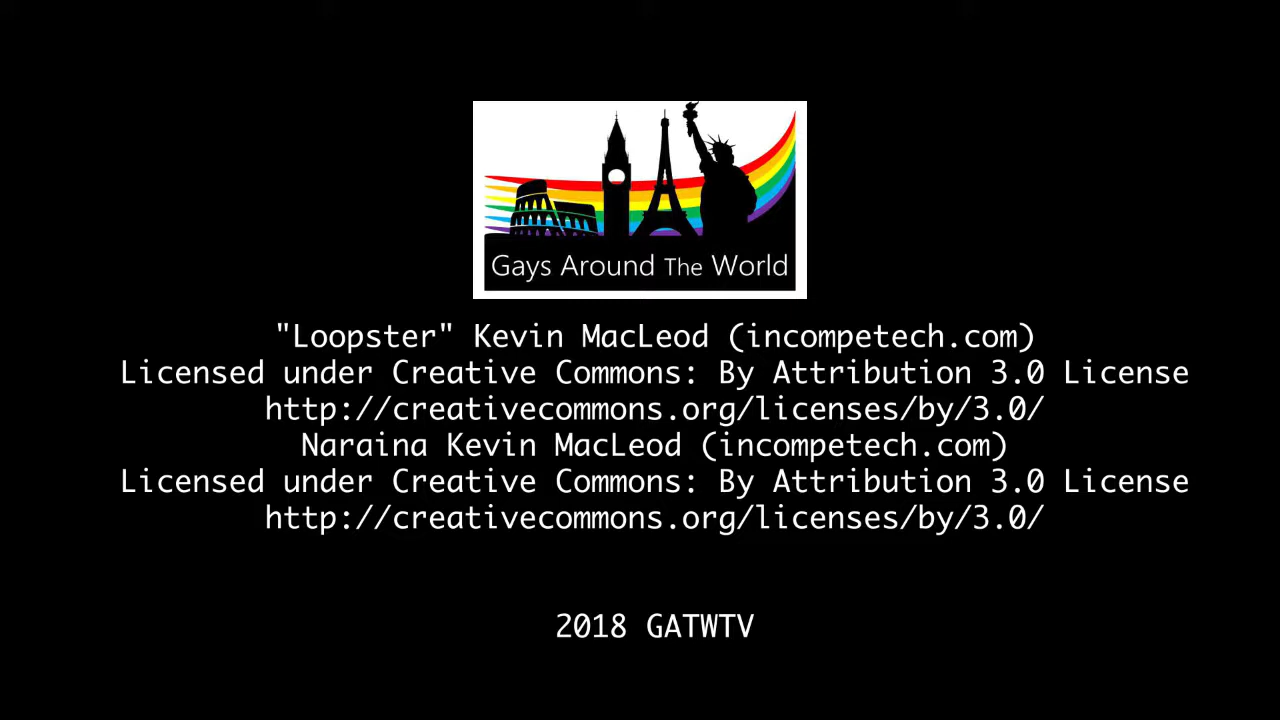 Gays Around The World
"Loopster" Kevin MacLeod (incompetech.com)
Licensed under Creative Commons: By Attribution 3.0 License
http://creativecommons.org/licenses/by/3.0/
Naraina Kevin MacLeod (incompetech.com)
Licensed under Creative Commons: By Attribution 3.0 License
http://creativecommons.org/licenses/by/3.0/
2018 GATWTV